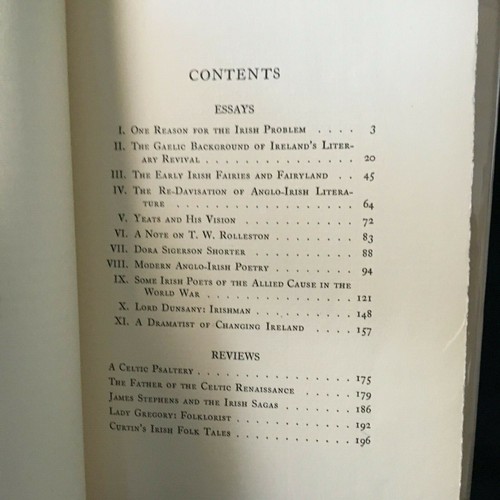 CONTENTS
ESSAYS
I. ONE REASON FOR THE IRISH PROBLEM . . . . 3
II. THE GAELIC BACKGROUND OF IRELAND'S LITER-
ARY REVIVAL . . . . . . . . . . . . . . . 20
III. THE EARLY IRISH FAIRIES AND FAIRYLAND . . 45
IV. THE RE-DAVISATION OF ANGLO-IRISH LITERA-
TURE . . . . . . . . . . . . . . . . . . 64
V. YEATS AND HIS VISION . . . . . . . . . . 72
VI. A NOTE ON T. W. ROLLESTON . . . . . . . . 83
VII. DORA SIGERSON SHORTER . . . . . . . . . 88
VIII. MODERN ANGLO-IRISH POETRY . . . . . . . . 94
IX. SOME IRISH POETS OF THE ALLIED CAUSE IN THE
WORLD WAR . . . . . . . . . . . . . . . 121
X. LORD DUNSANY: IRISHMAN . . . . . . . . . 148
XI. A DRAMATIST OF CHANGING IRELAND . . . . 157
REVIEWS
A CELTIC PSALTERY . . . . . . . . . . . . . . . 175
THE FATHER OF THE CELTIC RENAISSANCE . . . . . 179
JAMES STEPHENS AND THE IRISH SAGAS . . . . . . . 186
LADY GREGORY: FOLKLORIST . . . . . . . . . . . 192
CURTIN'S IRISH FOLK TALES . . . . . . . . . . . 196